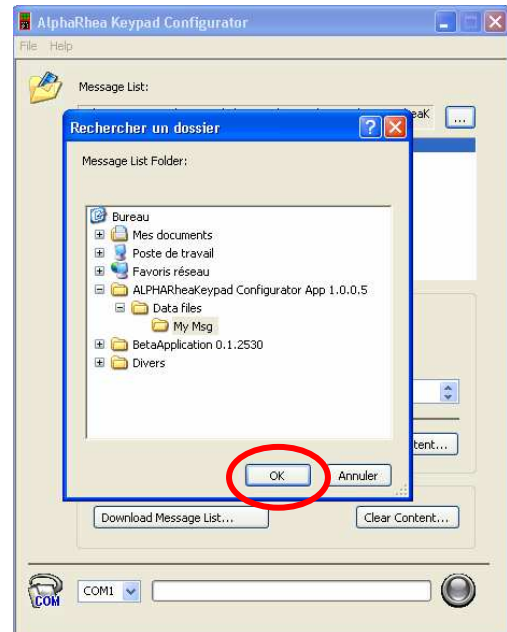 AlphaRhea Keypad Configurator
File Help
Message List:
eaK ...
Rechercher un dossier
Message List Folder:
Bureau
Mes documents
Poste de travail
Favoris réseau
ALPHARheaKeypad Configurator App 1.0.0.5
Data files
My Msg
BetaApplication 0.1.2530
Divers
tent...
OK Annuler
Download Message List... Clear Content...
COM COM1